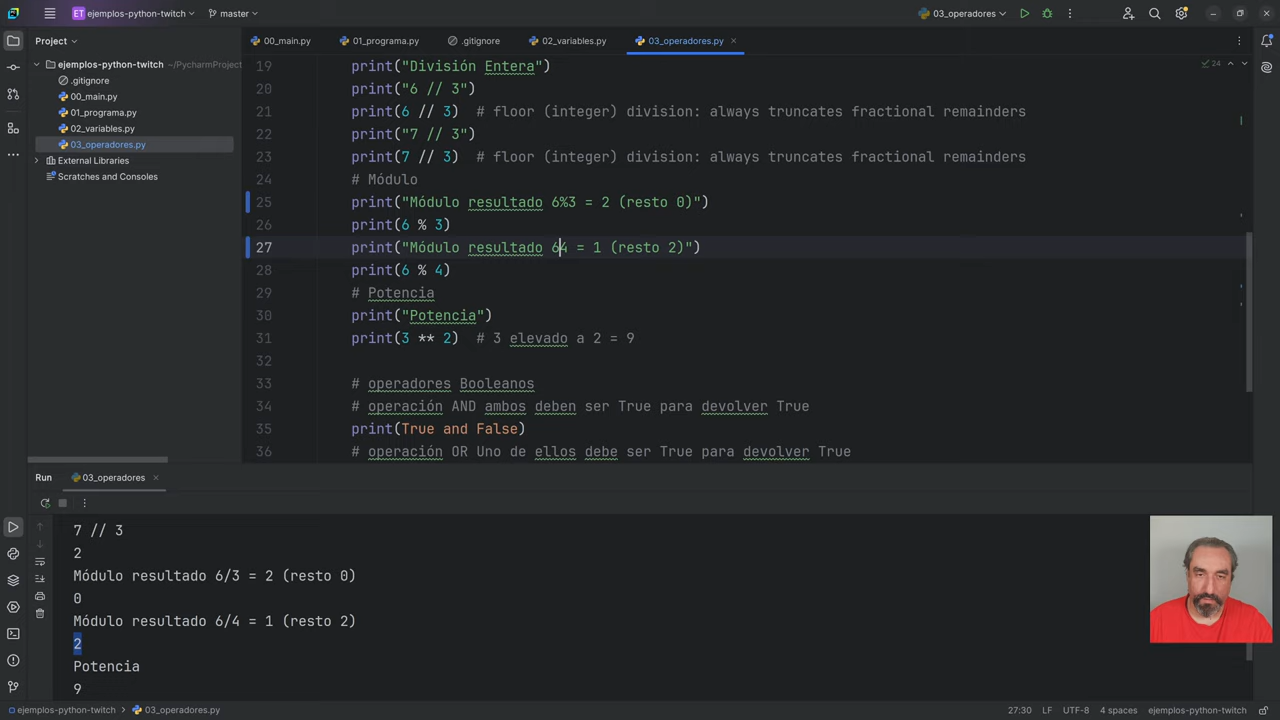 ET ejemplos-python-twitch master 03_operadores
Project 00_main.py 01_programa.py .gitignore 02_variables.py 03_operadores.py
ejemplos-python-twitch ~/PycharmProject
.gitignore
00_main.py
01_programa.py
02_variables.py
03_operadores.py
External Libraries
Scratches and Consoles
24
19 print("División Entera")
20 print("6 // 3")
21 print(6 // 3) # floor (integer) division: always truncates fractional remainders
22 print("7 // 3")
23 print(7 // 3) # floor (integer) division: always truncates fractional remainders
24 # Módulo
25 print("Módulo resultado 6%3 = 2 (resto 0)")
26 print(6 % 3)
27 print("Módulo resultado 64 = 1 (resto 2)")
28 print(6 % 4)
29 # Potencia
30 print("Potencia")
31 print(3 ** 2) # 3 elevado a 2 = 9
32
33 # operadores Booleanos
34 # operación AND ambos deben ser True para devolver True
35 print(True and False)
36 # operación OR Uno de ellos debe ser True para devolver True
Run 03_operadores
7 // 3
2
Módulo resultado 6/3 = 2 (resto 0)
0
Módulo resultado 6/4 = 1 (resto 2)
2
Potencia
9
ejemplos-python-twitch 03_operadores.py 27:30 LF UTF-8 4 spaces ejemplos-python-twitch